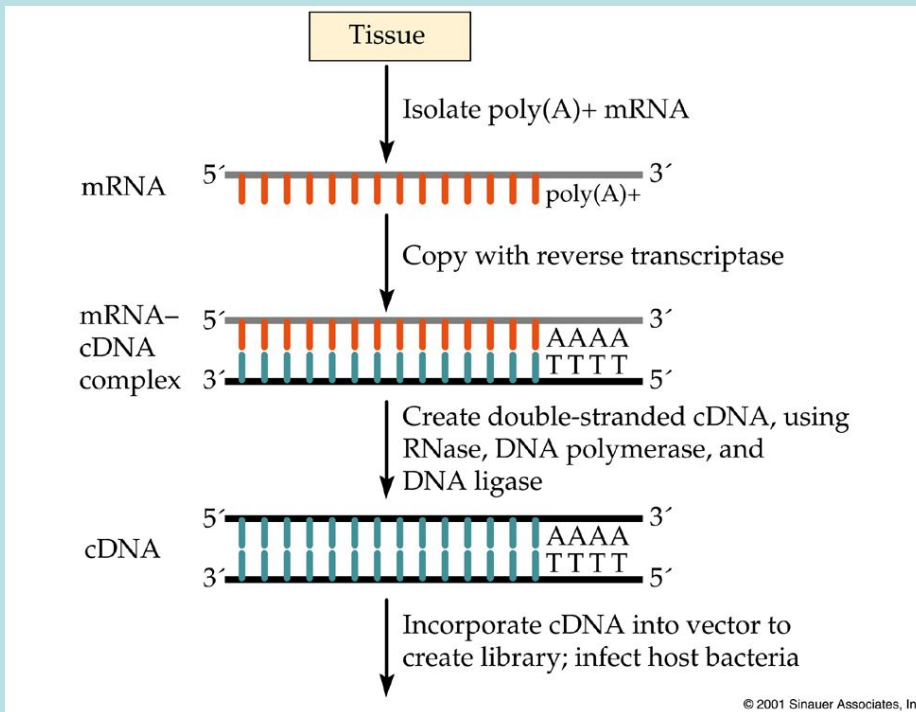 Tissue
Isolate poly(A)+ mRNA
5´ 3´
mRNA
poly(A)+
Copy with reverse transcriptase
mRNA–
cDNA
complex
5´ 3´
AAAA
TTTT
3´ 5´
Create double-stranded cDNA, using
RNase, DNA polymerase, and
DNA ligase
5´ 3´
cDNA
AAAA
TTTT
3´ 5´
Incorporate cDNA into vector to
create library; infect host bacteria
© 2001 Sinauer Associates, In